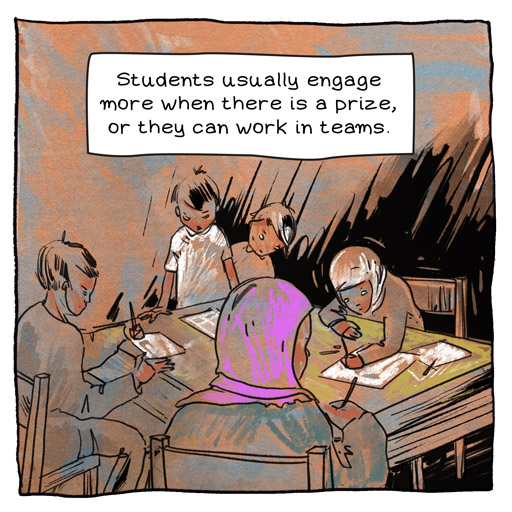 Students usually engage
more when there is a prize,
or they can work in teams.